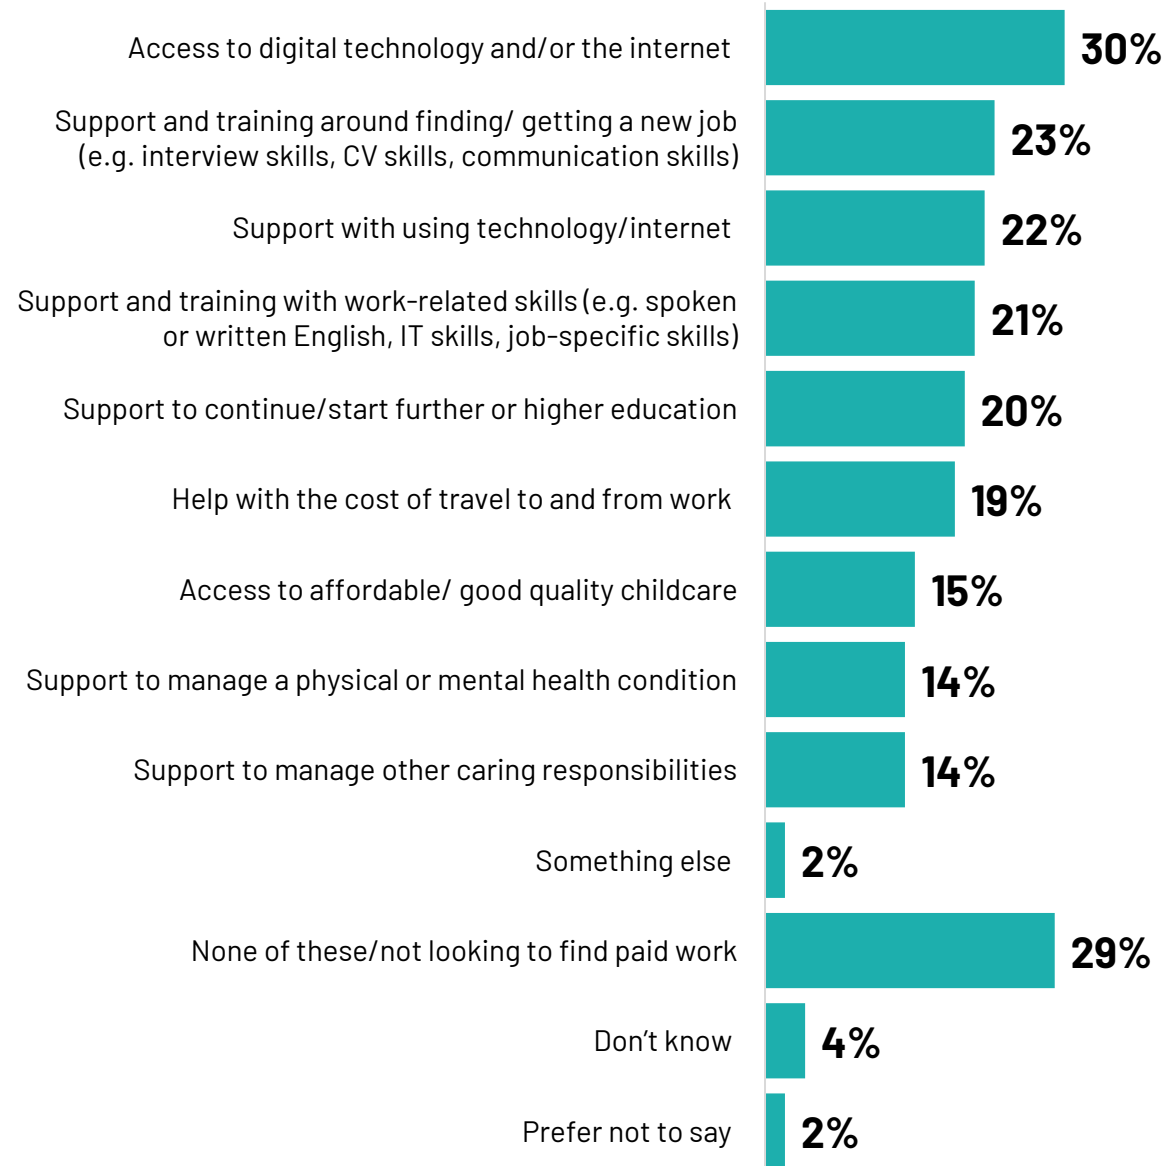 Access to digital technology and/or the internet 30%
Support and training around finding/ getting a new job
(e.g. interview skills, CV skills, communication skills) 23%
Support with using technology/internet 22%
Support and training with work-related skills (e.g. spoken
or written English, IT skills, job-specific skills) 21%
Support to continue/start further or higher education 20%
Help with the cost of travel to and from work 19%
Access to affordable/ good quality childcare 15%
Support to manage a physical or mental health condition 14%
Support to manage other caring responsibilities 14%
Something else 2%
None of these/not looking to find paid work 29%
Don't know 4%
Prefer not to say 2%